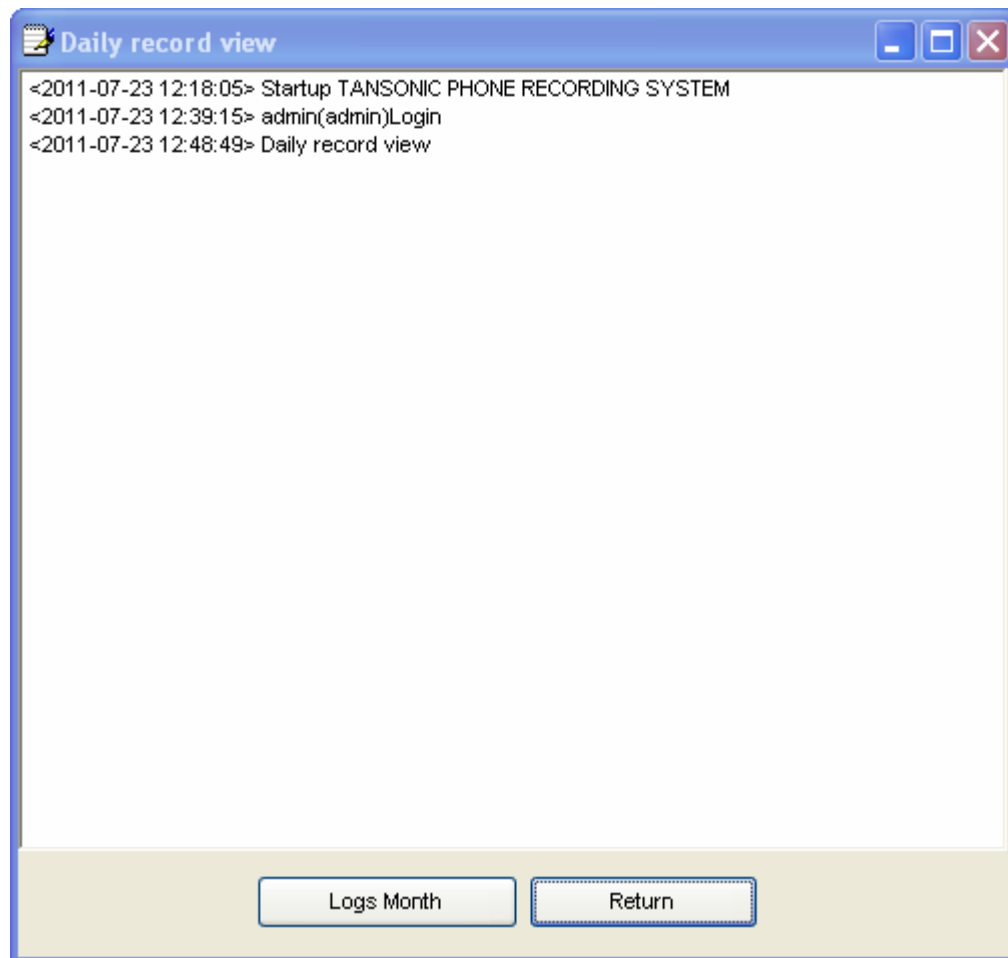 Daily record view
<2011-07-23 12:18:05> Startup TANSONIC PHONE RECORDING SYSTEM
<2011-07-23 12:39:15> admin(admin)Login
<2011-07-23 12:48:49> Daily record view
Logs Month
Return